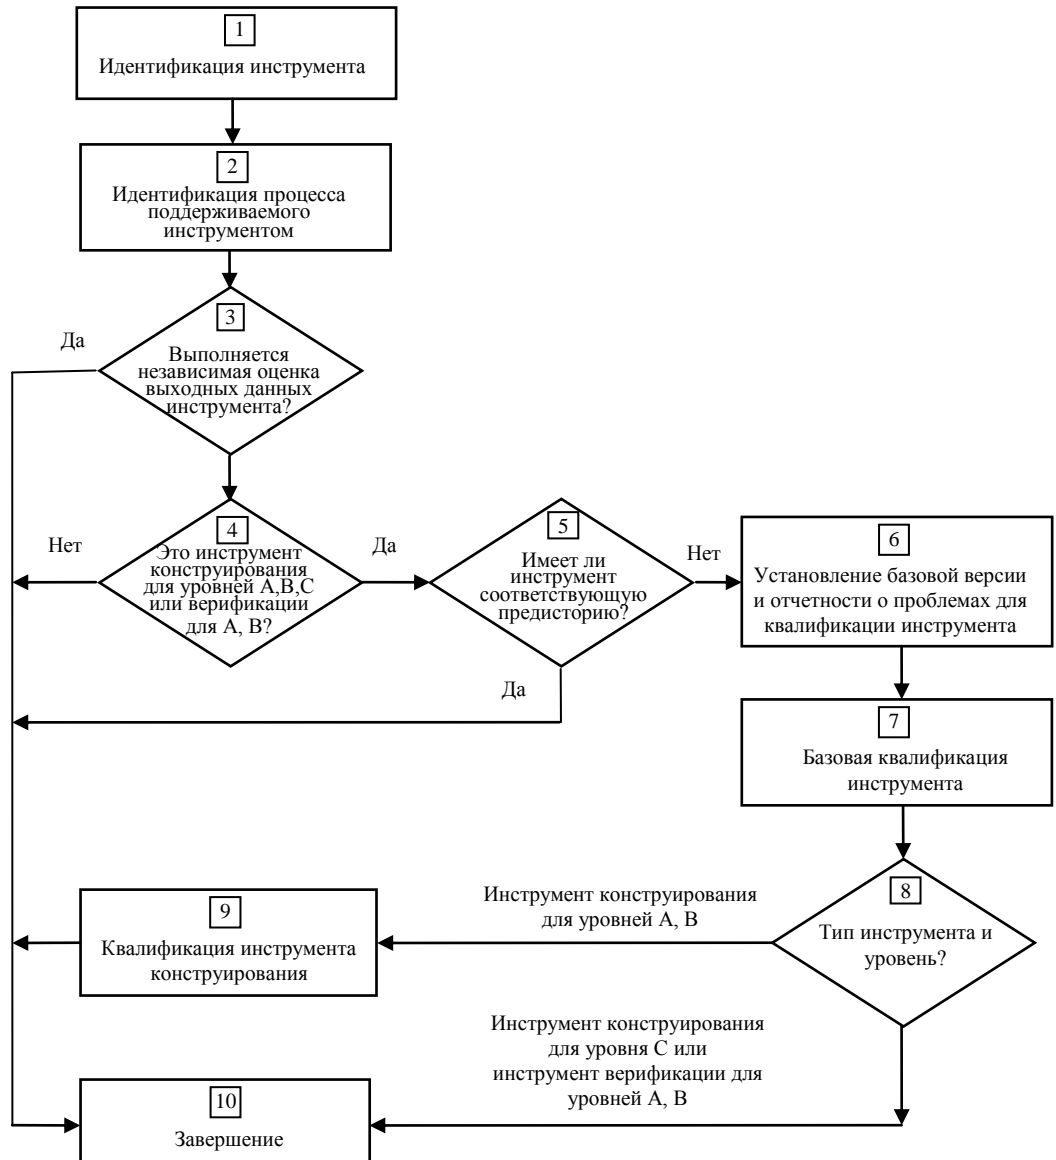 1
Идентификация инструмента
2
Идентификация процесса
поддерживаемого
инструментом
3
Да
Выполняется
независимая оценка
выходных данных
инструмента?
4
Нет
Это инструмент
конструирования
для уровней А,В,С
или верификации
для А, В?
Да
5
Имеет ли
инструмент
соответствующую
предисторию?
Нет
Да
6
Установление базовой версии
и отчетности о проблемах для
квалификации инструмента
7
Базовая квалификация
инструмента
8
Тип инструмента и
уровень?
Инструмент конструирования
для уровней А, В
9
Квалификация инструмента
конструирования
Инструмент конструирования
для уровня С или
инструмент верификации для
уровней А, В
10
Завершение